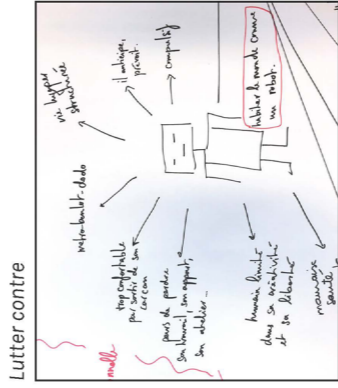 Lutter contre
vie hyper
structurée
il anticipe,
prévoit.
compulsif
habiter le monde comme
un robot.
métro-boulot-dodo
trop confortable
pour sortir de son
carcan
peurs de perdre
son travail, son appart,
son atelier...
humain limité
dans sa créativité
et sa liberté
mauvaise
santé